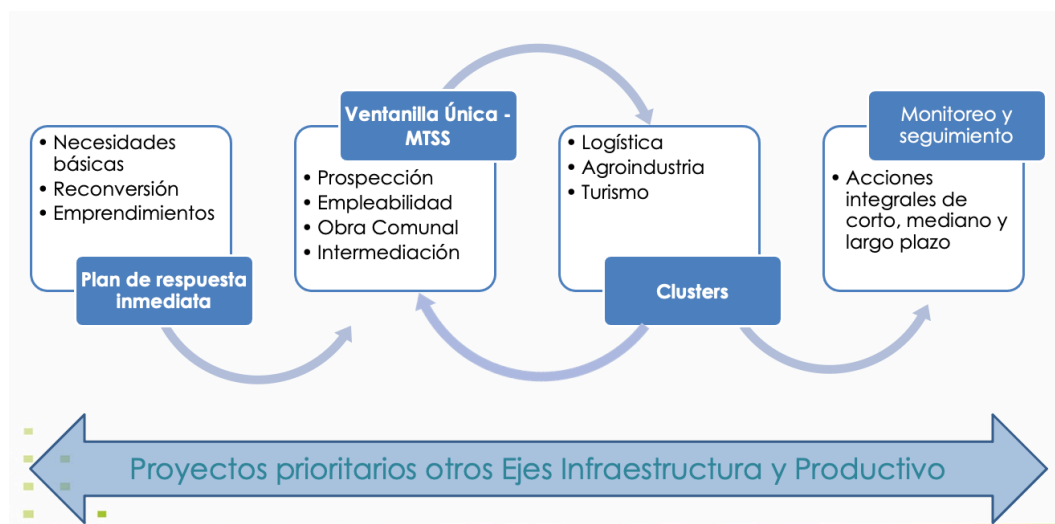 • Necesidades
básicas
• Reconversión
• Emprendimientos
Plan de respuesta
inmediata
Ventanilla Única -
MTSS
• Prospección
• Empleabilidad
• Obra Comunal
• Intermediación
• Logística
• Agroindustria
• Turismo
Clusters
Monitoreo y
seguimiento
• Acciones
integrales de
corto, mediano y
largo plazo
Proyectos prioritarios otros Ejes Infraestructura y Productivo